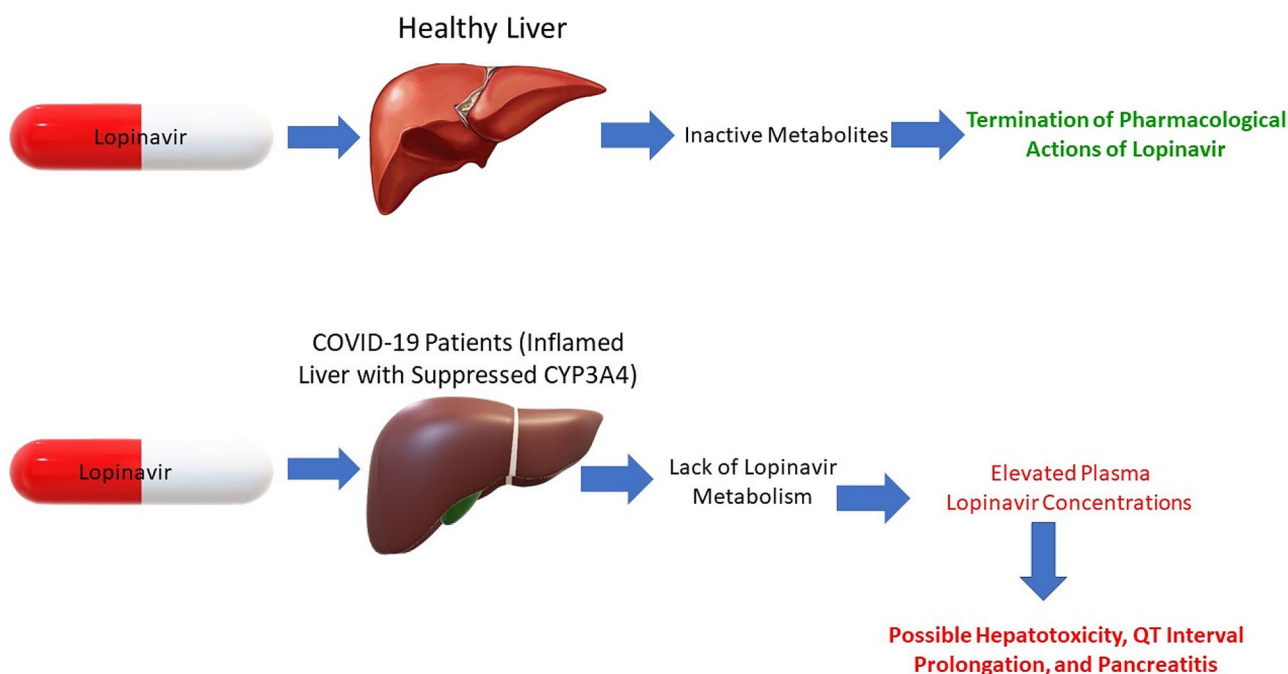 Healthy Liver
Lopinavir
Inactive Metabolites
Termination of Pharmacological
Actions of Lopinavir
COVID-19 Patients (Inflamed
Liver with Suppressed CYP3A4)
Lopinavir
Lack of Lopinavir
Metabolism
Elevated Plasma
Lopinavir Concentrations
Possible Hepatotoxicity, QT Interval
Prolongation, and Pancreatitis